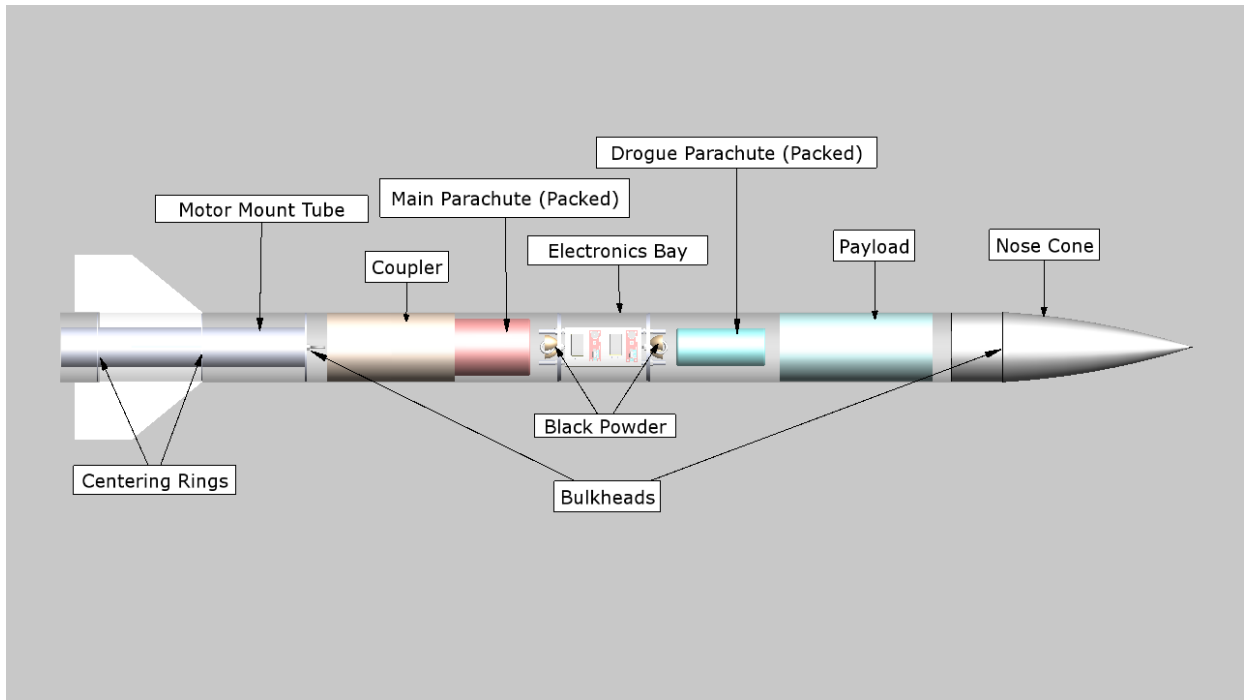 Drogue Parachute (Packed)
Main Parachute (Packed)
Motor Mount Tube
Electronics Bay
Payload
Nose Cone
Coupler
Black Powder
Centering Rings
Bulkheads